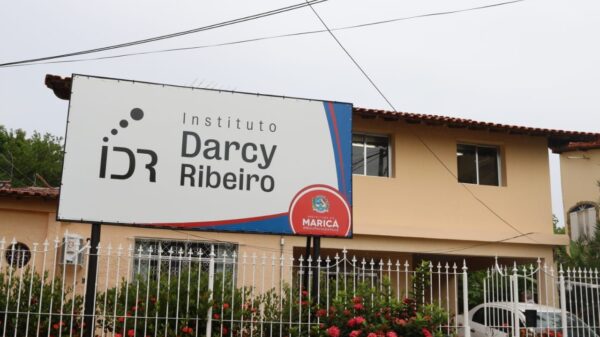 Instituto
Darcy
Ribeiro
IDR
MARICÁ